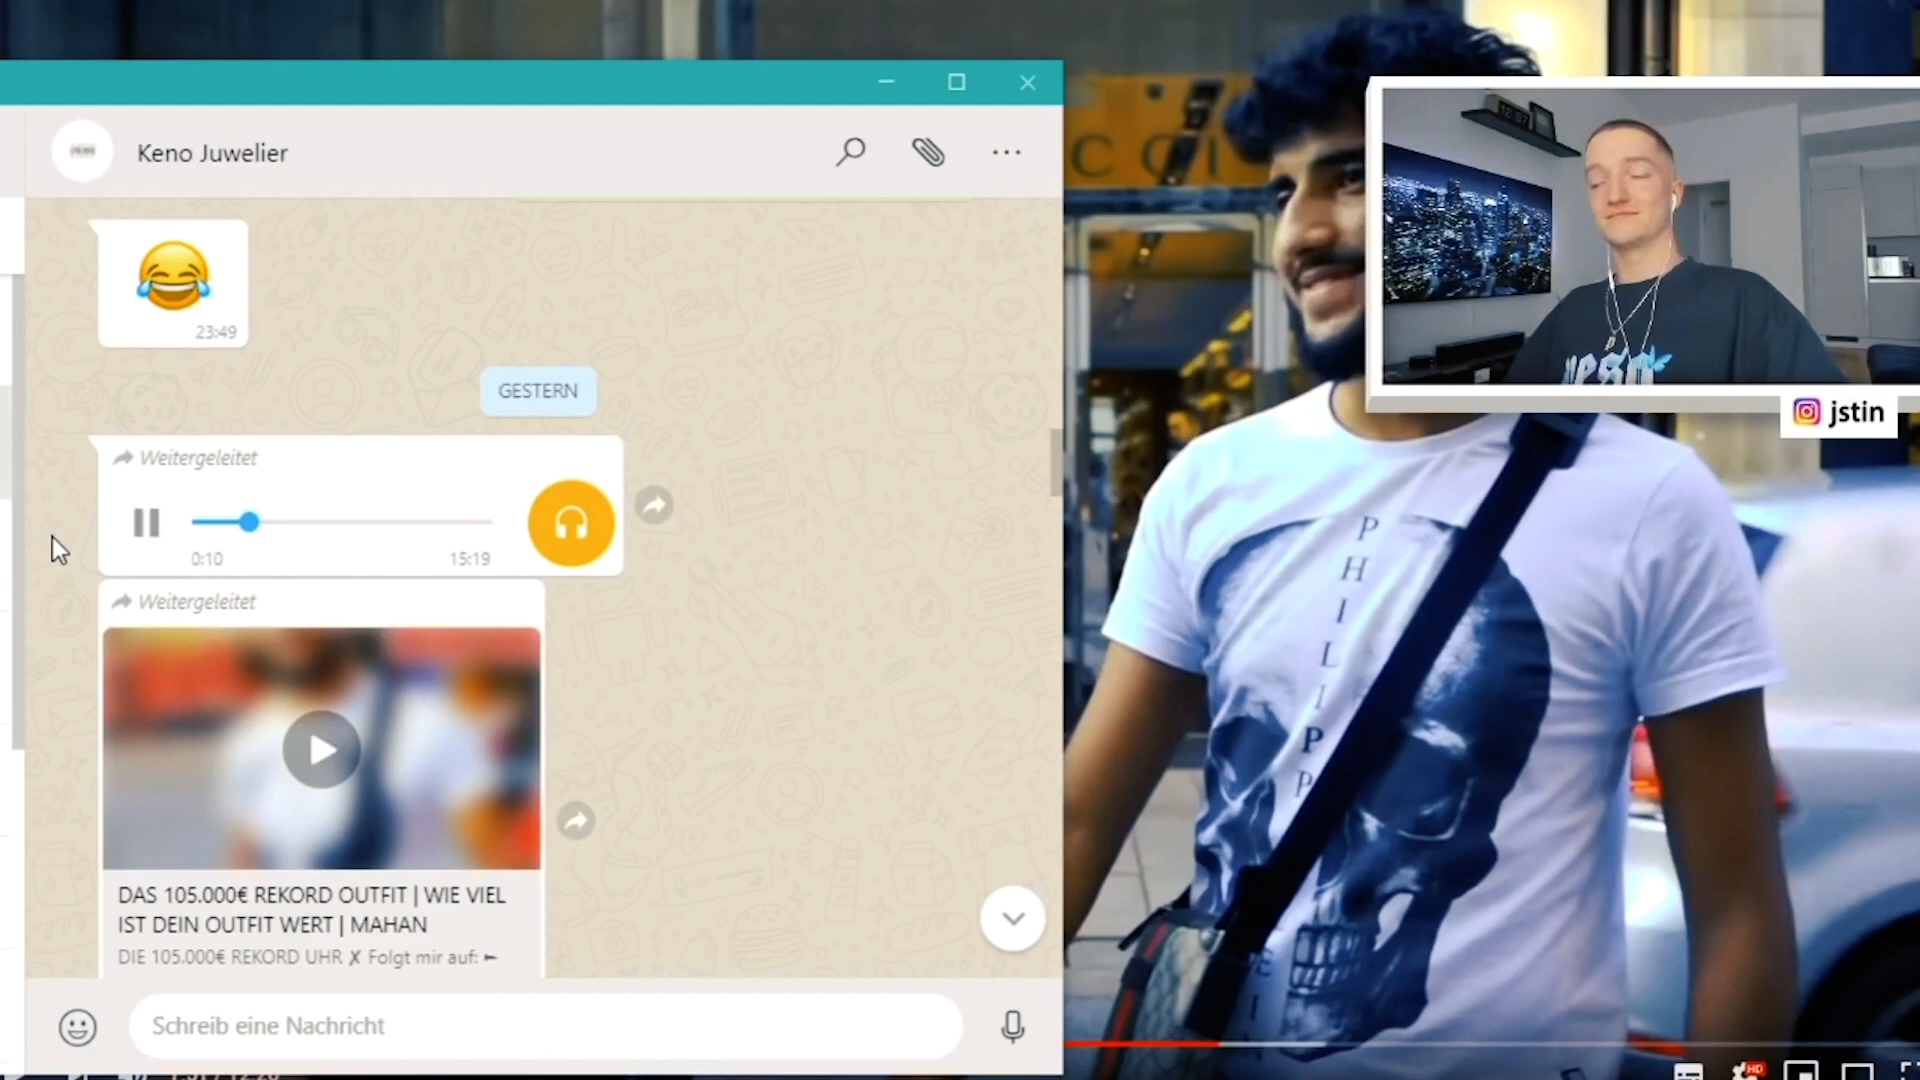 Keno Juwelier
23:49
GESTERN
Weitergeleitet
0:10
15:19
Weitergeleitet
DAS 105.000€ REKORD OUTFIT | WIE VIEL
IST DEIN OUTFIT WERT | MAHAN
DIE 105.000€ REKORD UHR ✗ Folgt mir auf: ►
Schreib eine Nachricht
jstin
PHILIPP
HD